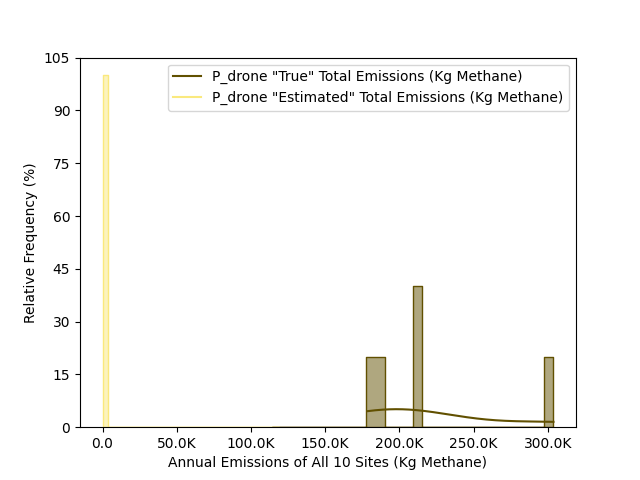 P_drone "True" Total Emissions (Kg Methane)
P_drone "Estimated" Total Emissions (Kg Methane)
105
90
75
60
45
30
15
0
Relative Frequency (%)
0.0 50.0K 100.0K 150.0K 200.0K 250.0K 300.0K
Annual Emissions of All 10 Sites (Kg Methane)